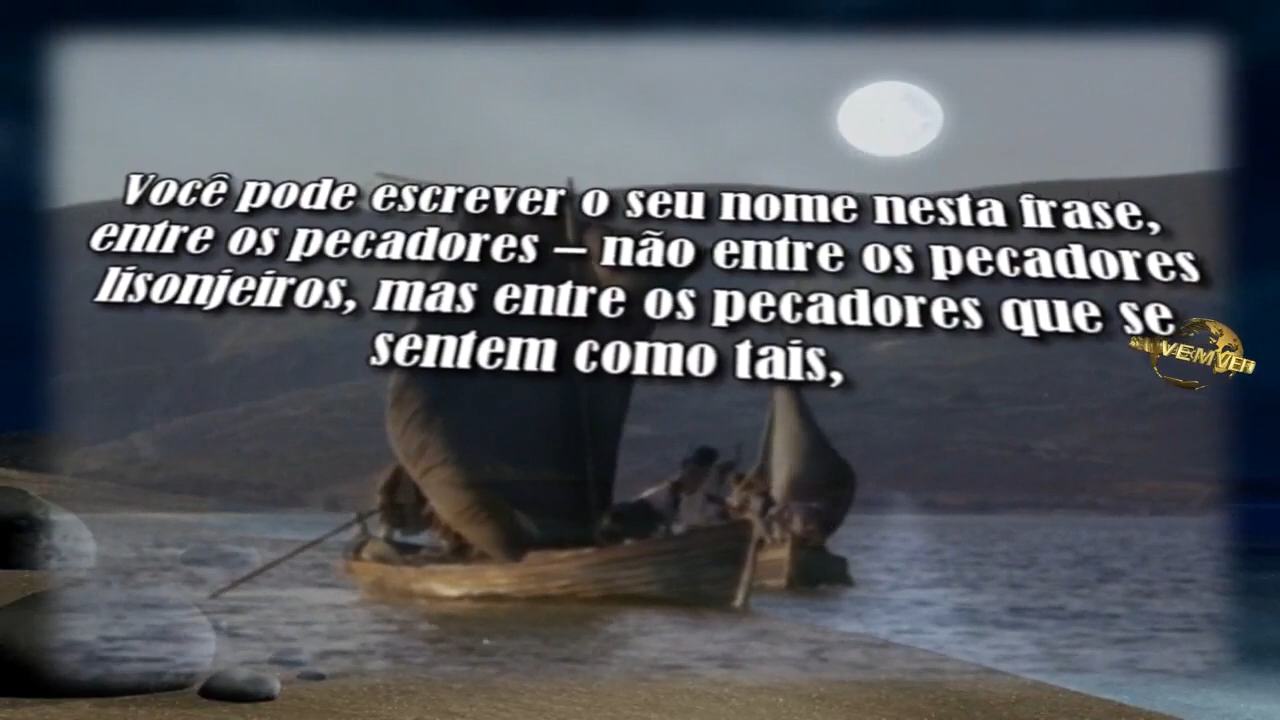 Você pode escrever o seu nome nesta frase,
entre os pecadores – não entre os pecadores
lisonjeiros, mas entre os pecadores que se
sentem como tais,